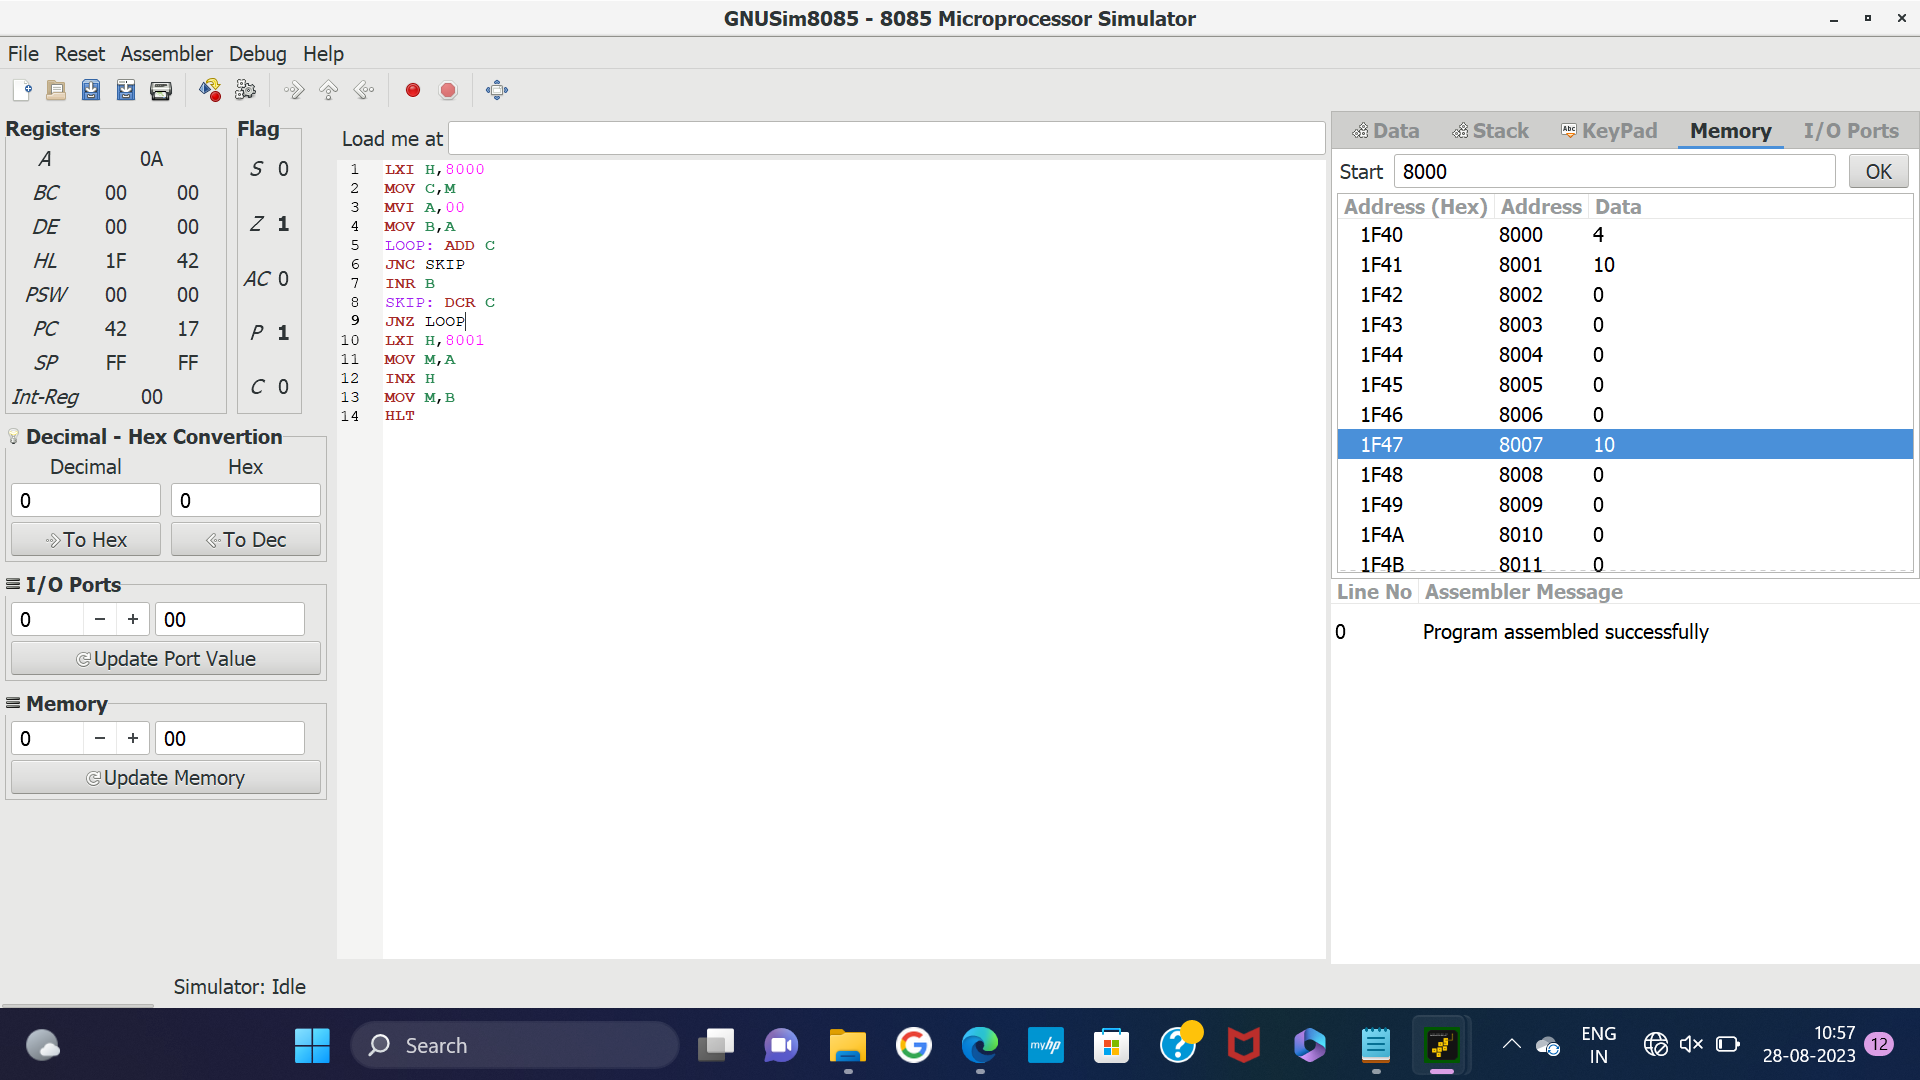 GNUSim8085 - 8085 Microprocessor Simulator
File Reset Assembler Debug Help
Registers
A 0A
BC 00 00
DE 00 00
HL 1F 42
PSW 00 00
PC 42 17
SP FF FF
Int-Reg 00
Flag
S 0
Z 1
AC 0
P 1
C 0
Decimal - Hex Convertion
Decimal Hex
0 0
To Hex To Dec
I/O Ports
0 − + 00
Update Port Value
Memory
0 − + 00
Update Memory
Load me at
1 LXI H,8000
2 MOV C,M
3 MVI A,00
4 MOV B,A
5 LOOP: ADD C
6 JNC SKIP
7 INR B
8 SKIP: DCR C
9 JNZ LOOP
10 LXI H,8001
11 MOV M,A
12 INX H
13 MOV M,B
14 HLT
Data Stack Abc KeyPad Memory I/O Ports
Start 8000 OK
Address (Hex) Address Data
1F40 8000 4
1F41 8001 10
1F42 8002 0
1F43 8003 0
1F44 8004 0
1F45 8005 0
1F46 8006 0
1F47 8007 10
1F48 8008 0
1F49 8009 0
1F4A 8010 0
1F4B 8011 0
Line No Assembler Message
0 Program assembled successfully
Simulator: Idle
Search
myhp
ENG
IN
10:57
28-08-2023
12